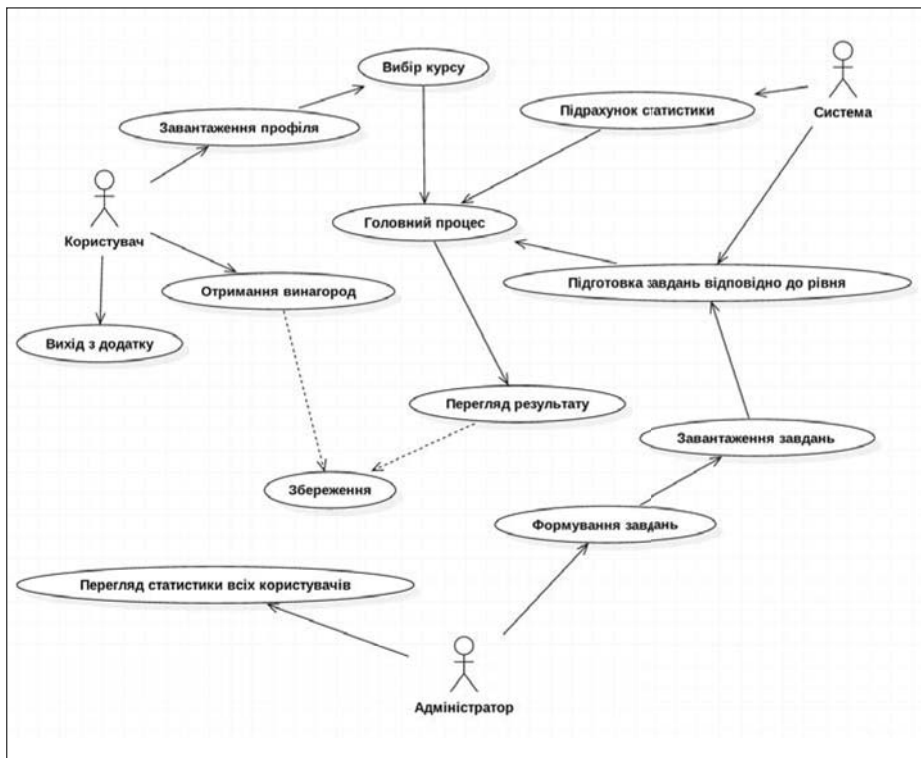 Вибір курсу
Підрахунок статистики
Система
Завантаження профіля
Користувач
Головний процес
Отримання винагород
Підготовка завдань відповідно до рівня
Вихід з додатку
Перегляд результату
Завантаження завдань
Збереження
Формування завдань
Перегляд статистики всіх користувачів
Адміністратор